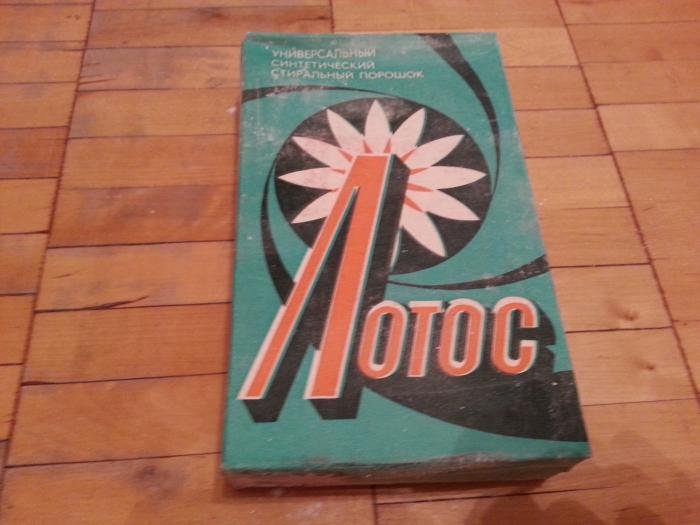 УНИВЕРСАЛЬНЫЙ
СИНТЕТИЧЕСКИЙ
СТИРАЛЬНЫЙ ПОРОШОК
ЛОТОС